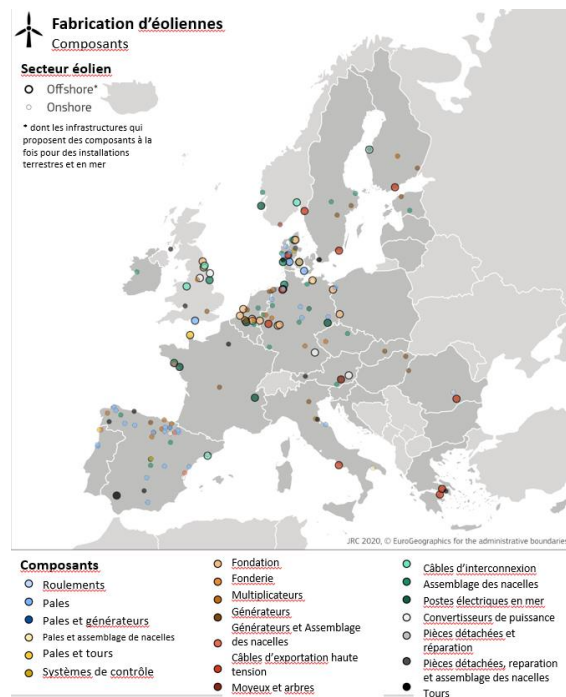 Fabrication d'éoliennes
Composants
Secteur éolien
Offshore*
Onshore
* dont les infrastructures qui
proposent des composants à la
fois pour des installations
terrestres et en mer
JRC 2020, © EuroGeographics for the administrative boundaries
Composants
Roulements
Pales
Pales et générateurs
Pales et assemblage de nacelles
Pales et tours
Systèmes de contrôle
Fondation
Fonderie
Multiplicateurs
Générateurs
Générateurs et Assemblage
des nacelles
Câbles d'exportation haute
tension
Moyeux et arbres
Câbles d'interconnexion
Assemblage des nacelles
Postes électriques en mer
Convertisseurs de puissance
Pièces détachées et
réparation
Pièces détachées, reparation
et assemblage des nacelles
Tours